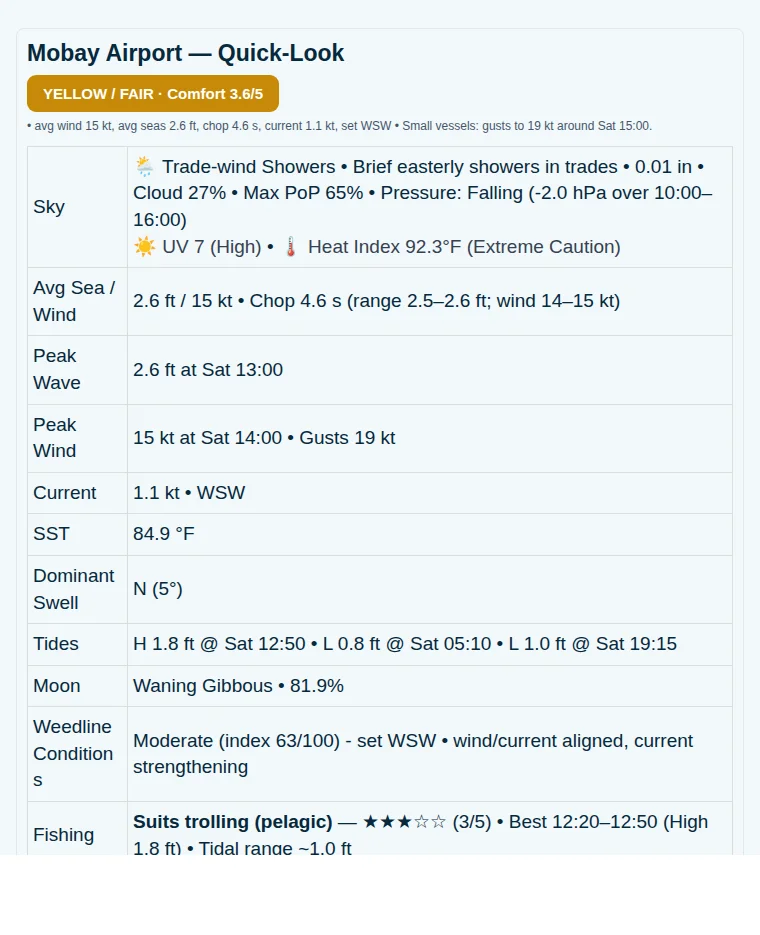 Mobay Airport — Quick-Look
YELLOW / FAIR · Comfort 3.6/5
• avg wind 15 kt, avg seas 2.6 ft, chop 4.6 s, current 1.1 kt, set WSW • Small vessels: gusts to 19 kt around Sat 15:00.
Sky
🌦️ Trade-wind Showers • Brief easterly showers in trades • 0.01 in •
Cloud 27% • Max PoP 65% • Pressure: Falling (-2.0 hPa over 10:00–
16:00)
☀️ UV 7 (High) • 🌡️ Heat Index 92.3°F (Extreme Caution)
Avg Sea /
Wind
2.6 ft / 15 kt • Chop 4.6 s (range 2.5–2.6 ft; wind 14–15 kt)
Peak
Wave
2.6 ft at Sat 13:00
Peak
Wind
15 kt at Sat 14:00 • Gusts 19 kt
Current
1.1 kt • WSW
SST
84.9 °F
Dominant
Swell
N (5°)
Tides
H 1.8 ft @ Sat 12:50 • L 0.8 ft @ Sat 05:10 • L 1.0 ft @ Sat 19:15
Moon
Waning Gibbous • 81.9%
Weedline
Condition
s
Moderate (index 63/100) - set WSW • wind/current aligned, current
strengthening
Fishing
Suits trolling (pelagic) — ★★★☆☆ (3/5) • Best 12:20–12:50 (High
1.8 ft) • Tidal range ~1.0 ft